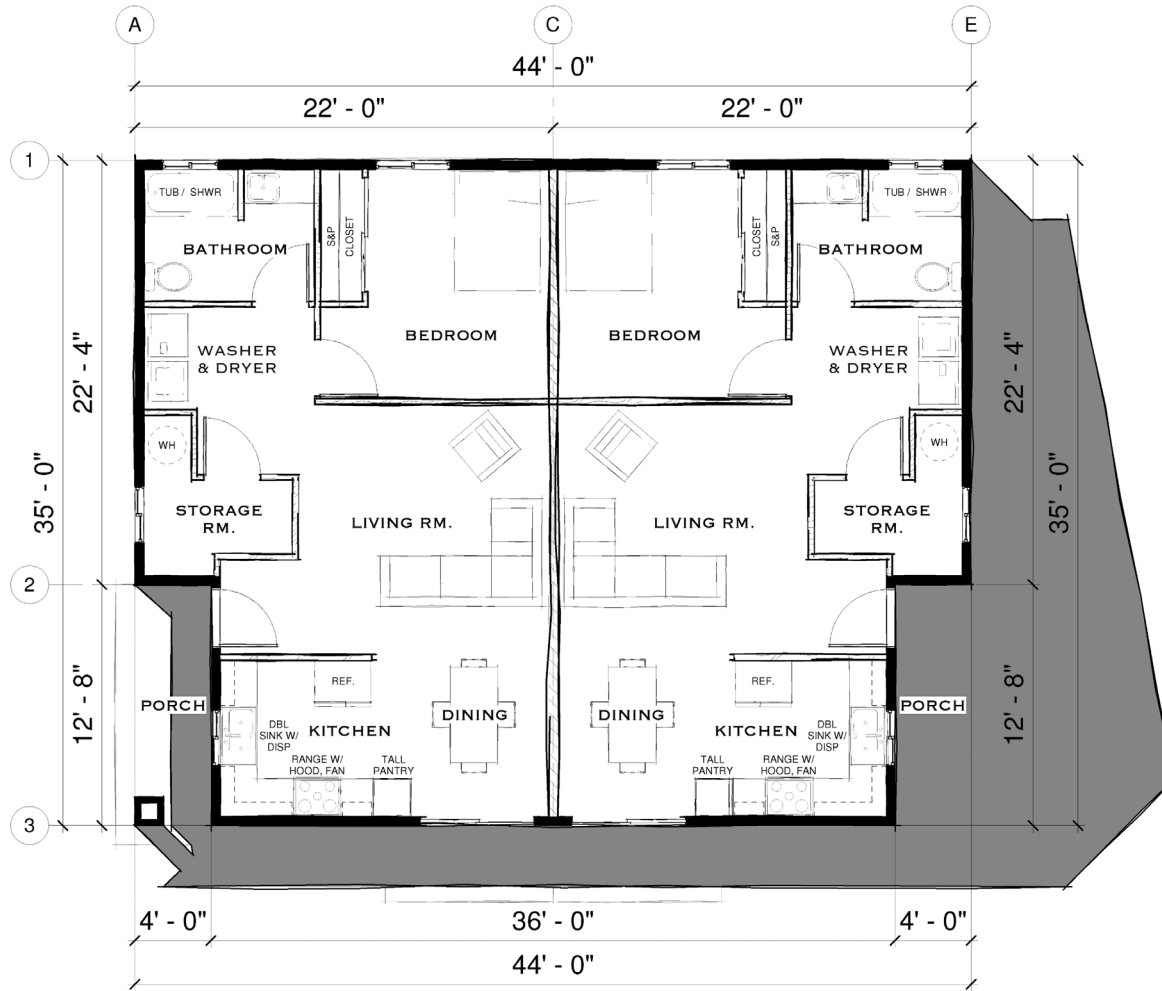 A C E
44' - 0"
22' - 0" 22' - 0"
1
TUB / SHWR TUB / SHWR
S&P CLOSET CLOSET S&P
BATHROOM BATHROOM
BEDROOM BEDROOM
WASHER
& DRYER
WASHER
& DRYER
22' - 4" 22' - 4"
WH WH
35' - 0" 35' - 0"
STORAGE
RM.
LIVING RM. LIVING RM.
STORAGE
RM.
2
12' - 8" 12' - 8"
REF. REF.
PORCH PORCH
DINING DINING
KITCHEN KITCHEN
DBL
SINK W/
DISP
DBL
SINK W/
DISP
RANGE W/
HOOD, FAN
TALL
PANTRY
TALL
PANTRY
RANGE W/
HOOD, FAN
3
4' - 0" 36' - 0" 4' - 0"
44' - 0"